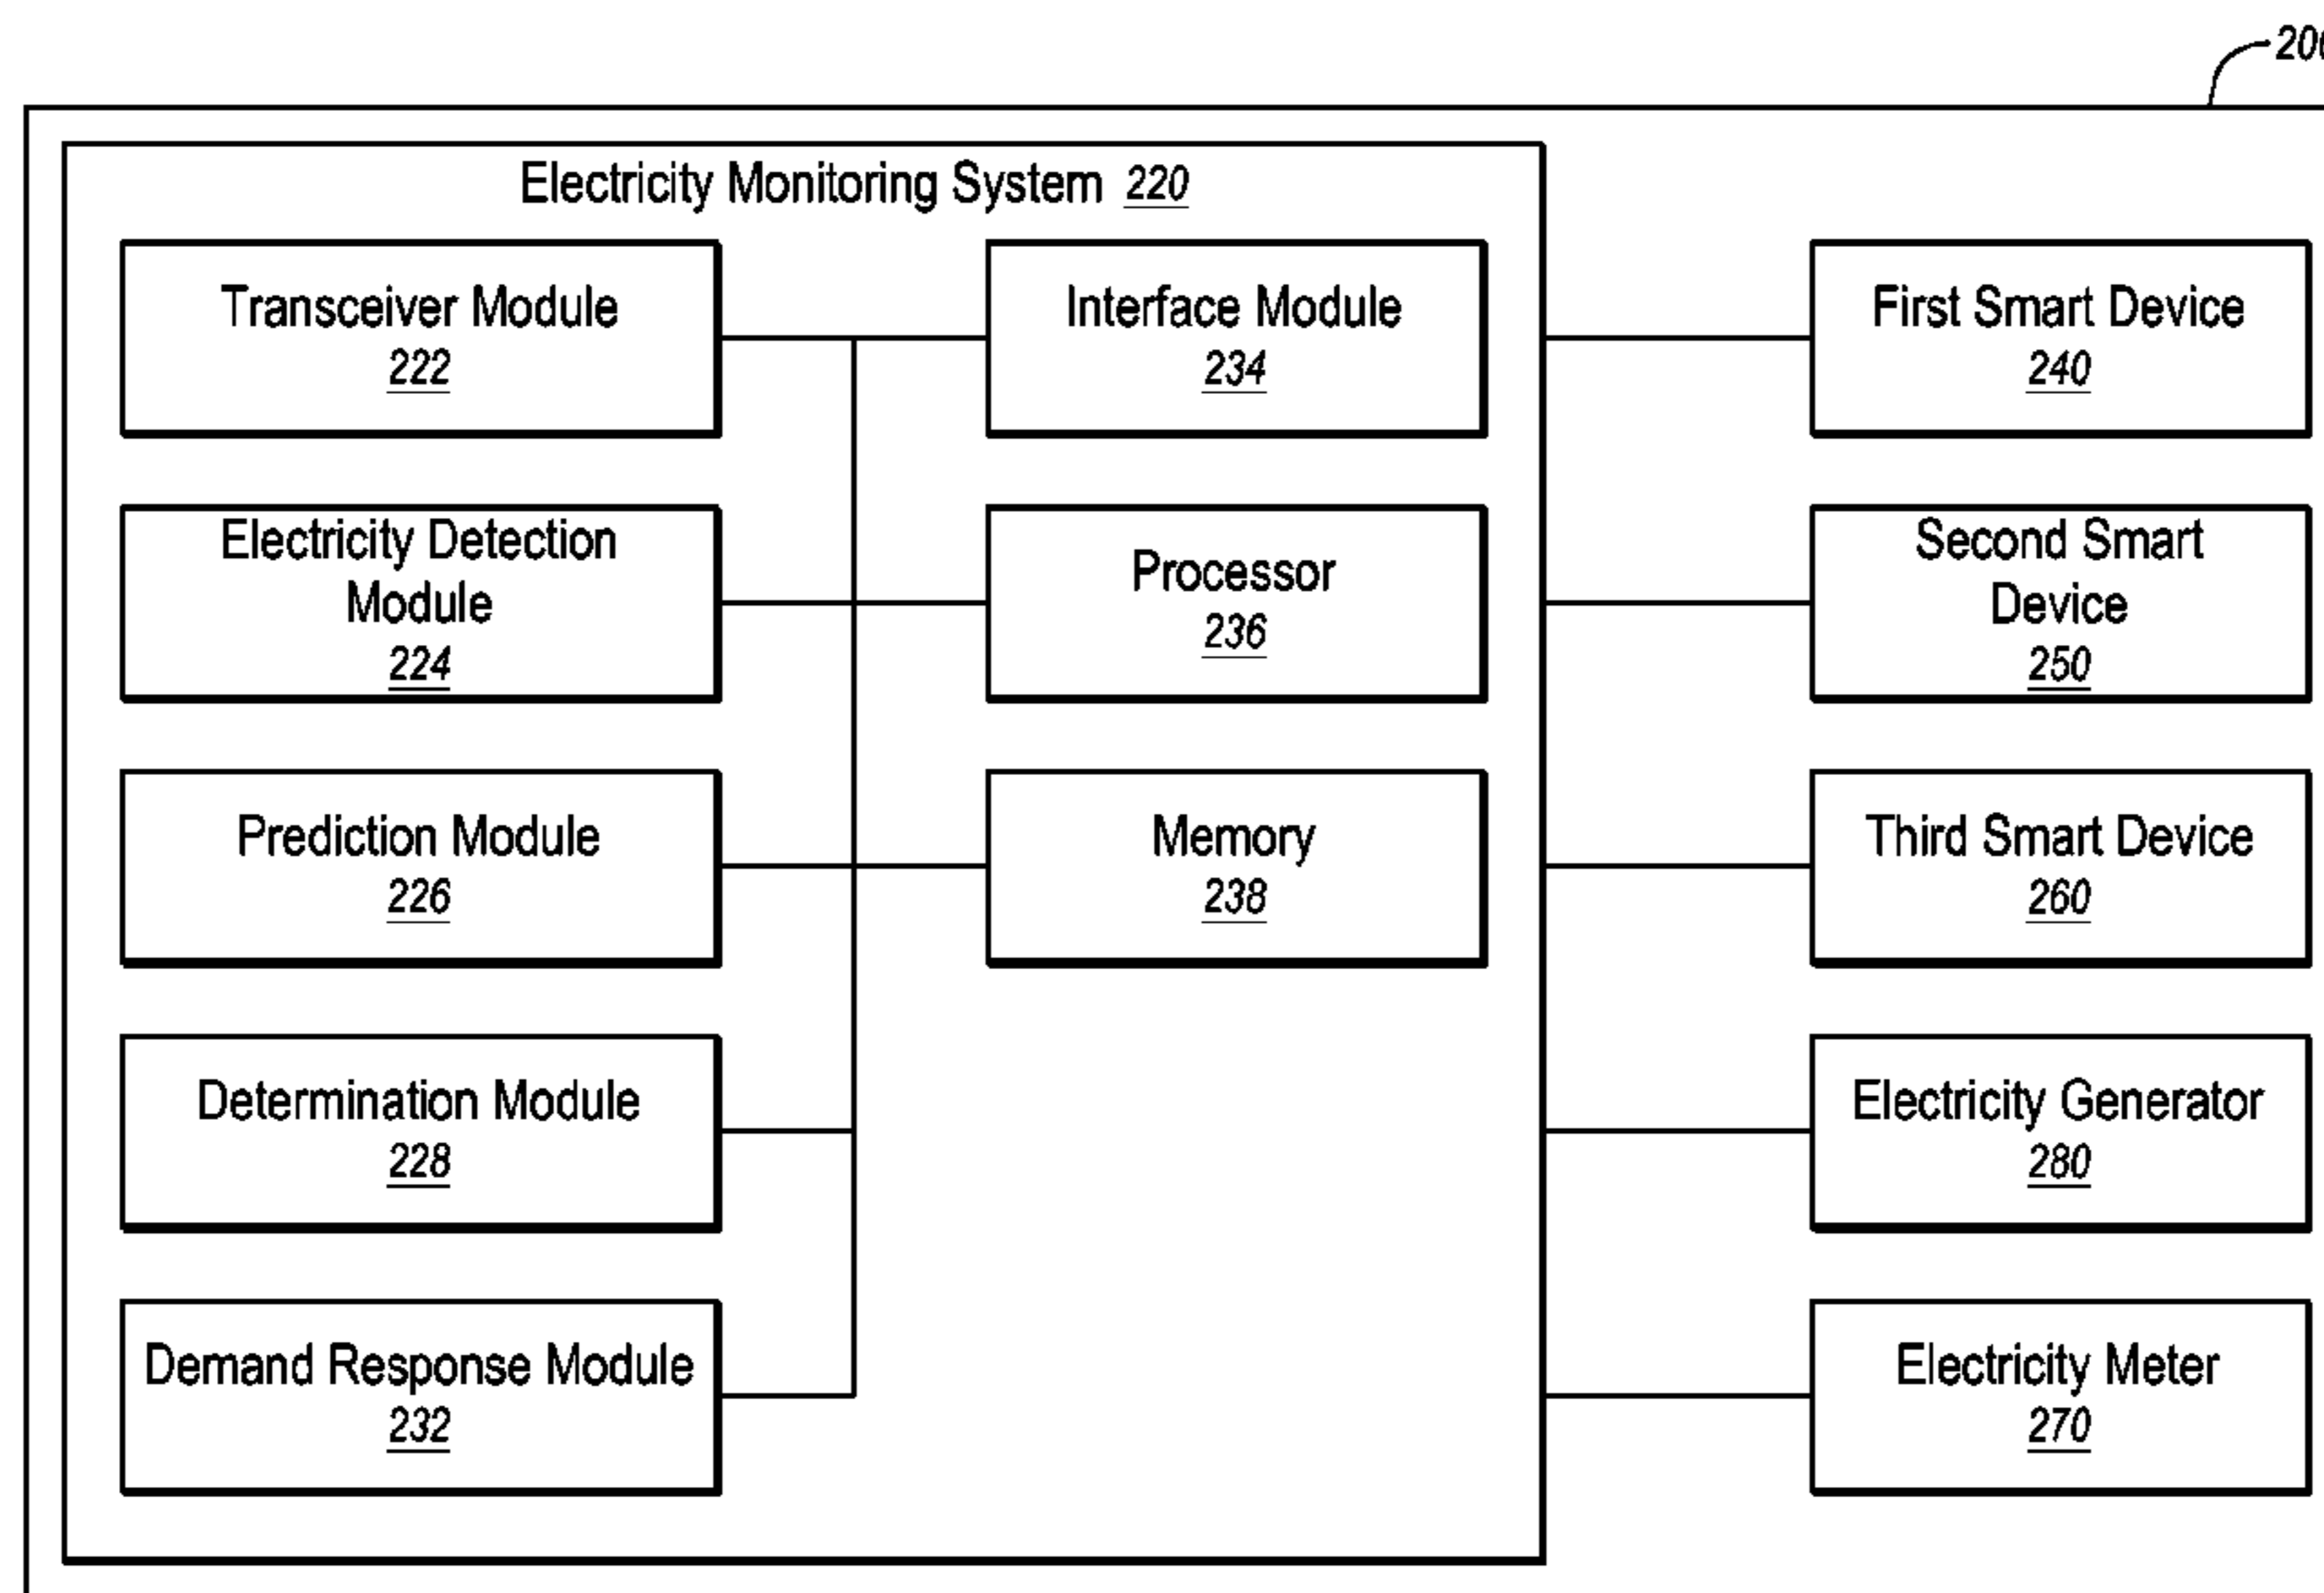 Electricity Monitoring System 220
Transceiver Module
222
Electricity Detection
Module
224
Prediction Module
226
Determination Module
228
Demand Response Module
232
Interface Module
234
Processor
236
Memory
238
First Smart Device
240
Second Smart
Device
250
Third Smart Device
260
Electricity Generator
280
Electricity Meter
270